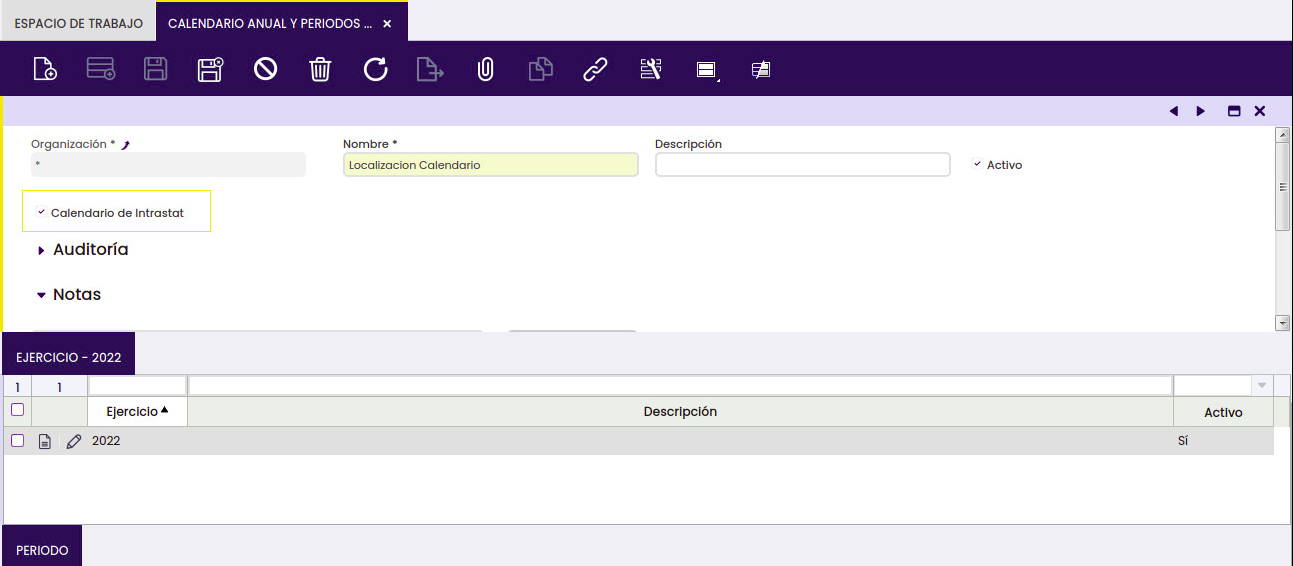 ESPACIO DE TRABAJO
CALENDARIO ANUAL Y PERIODOS ...
Organización *
Nombre *
Descripción
*
Localizacion Calendario
Activo
Calendario de Intrastat
Auditoría
Notas
EJERCICIO - 2022
1 1
Ejercicio Descripción Activo
2022 Sí
PERIODO